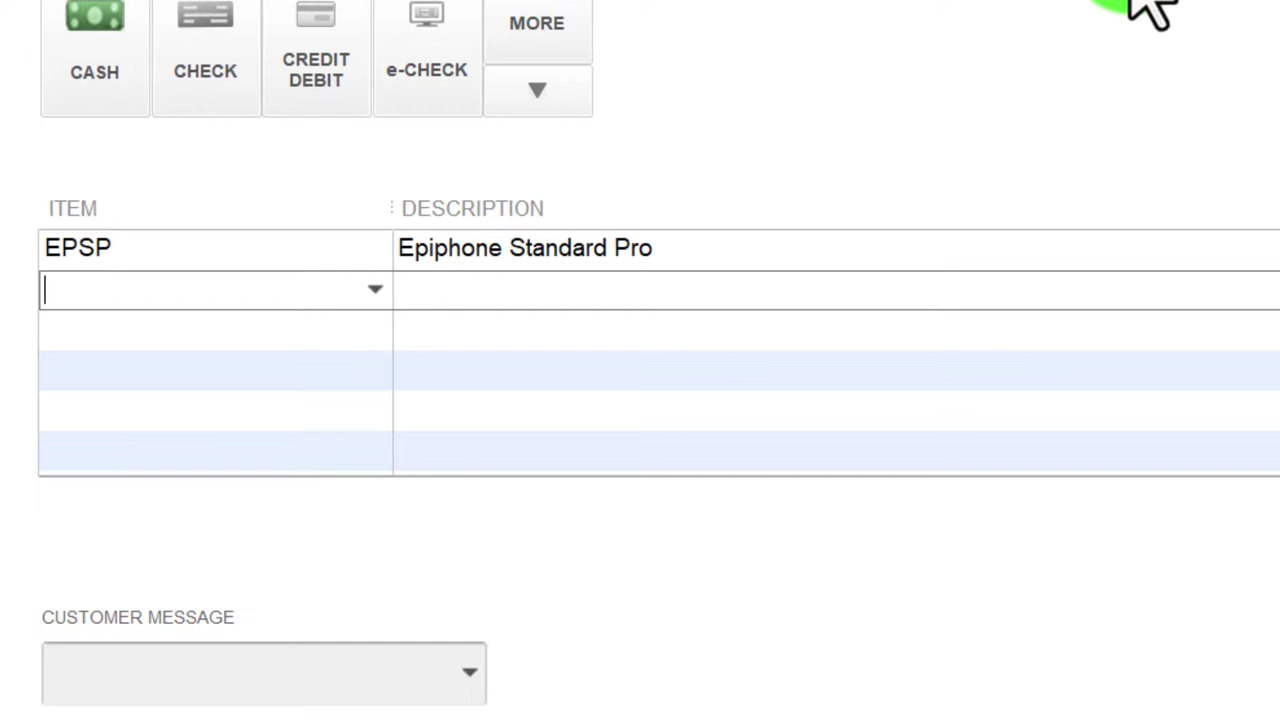 CASH
CHECK
CREDIT
DEBIT
e-CHECK
MORE
ITEM
DESCRIPTION
EPSP
Epiphone Standard Pro
CUSTOMER MESSAGE